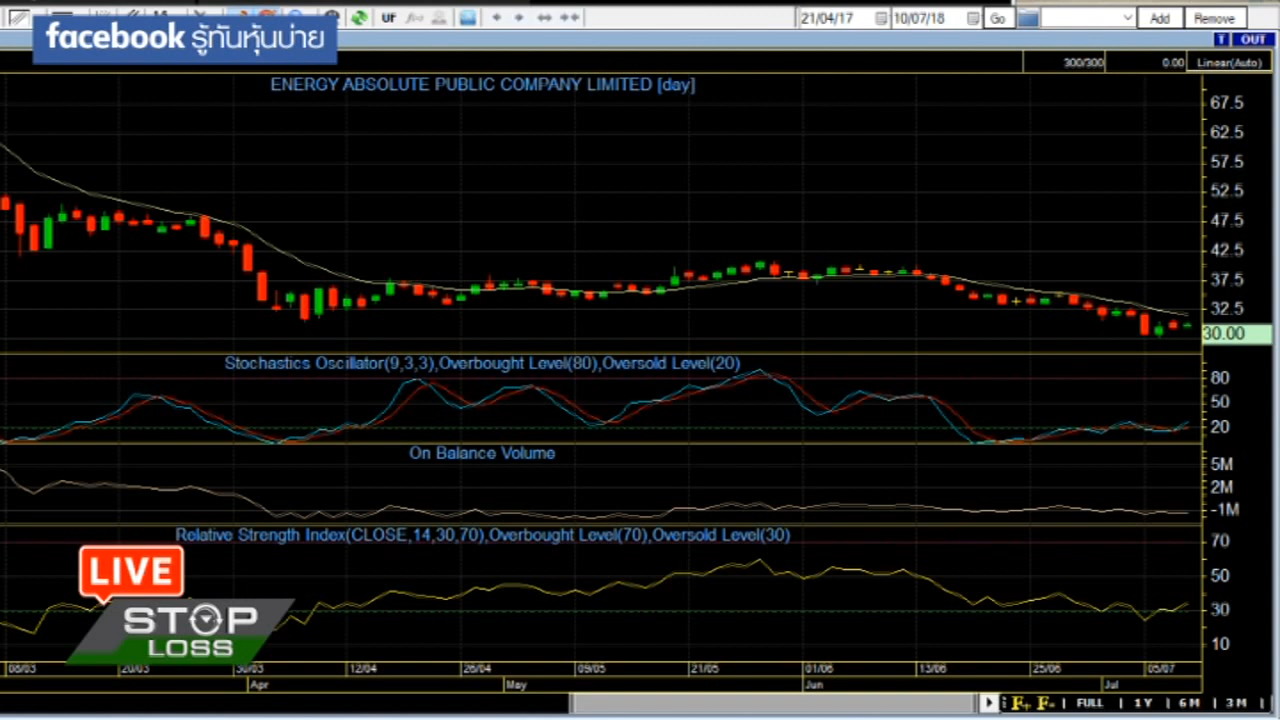 UF f(x) 21/04/17 10/07/18 Go Add Remove
facebook รู้ทันหุ้นบ่าย
T OUT
300/300 0.00 Linear(Auto)
ENERGY ABSOLUTE PUBLIC COMPANY LIMITED [day]
67.5
62.5
57.5
52.5
47.5
42.5
37.5
32.5
30.00
Stochastics Oscillator(9,3,3),Overbought Level(80),Oversold Level(20)
80
50
20
On Balance Volume
5M
2M
-1M
Relative Strength Index(CLOSE,14,30,70),Overbought Level(70),Oversold Level(30)
70
50
30
10
LIVE
STOP
LOSS
08/03 20/03 30/03 12/04 26/04 09/05 21/05 01/06 13/06 25/06 05/07
Apr May Jun Jul
F+ F- FULL 1Y 6M 3M